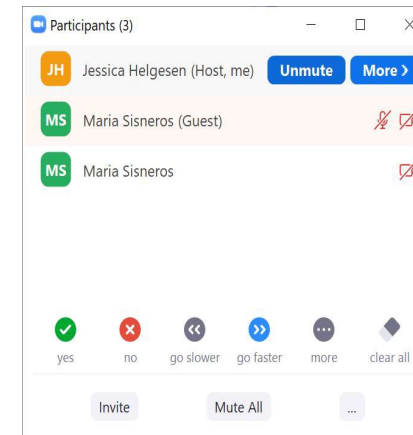 Participants (3)
JH Jessica Helgesen (Host, me) Unmute More >
MS Maria Sisneros (Guest)
MS Maria Sisneros
yes no go slower go faster more clear all
Invite Mute All ...